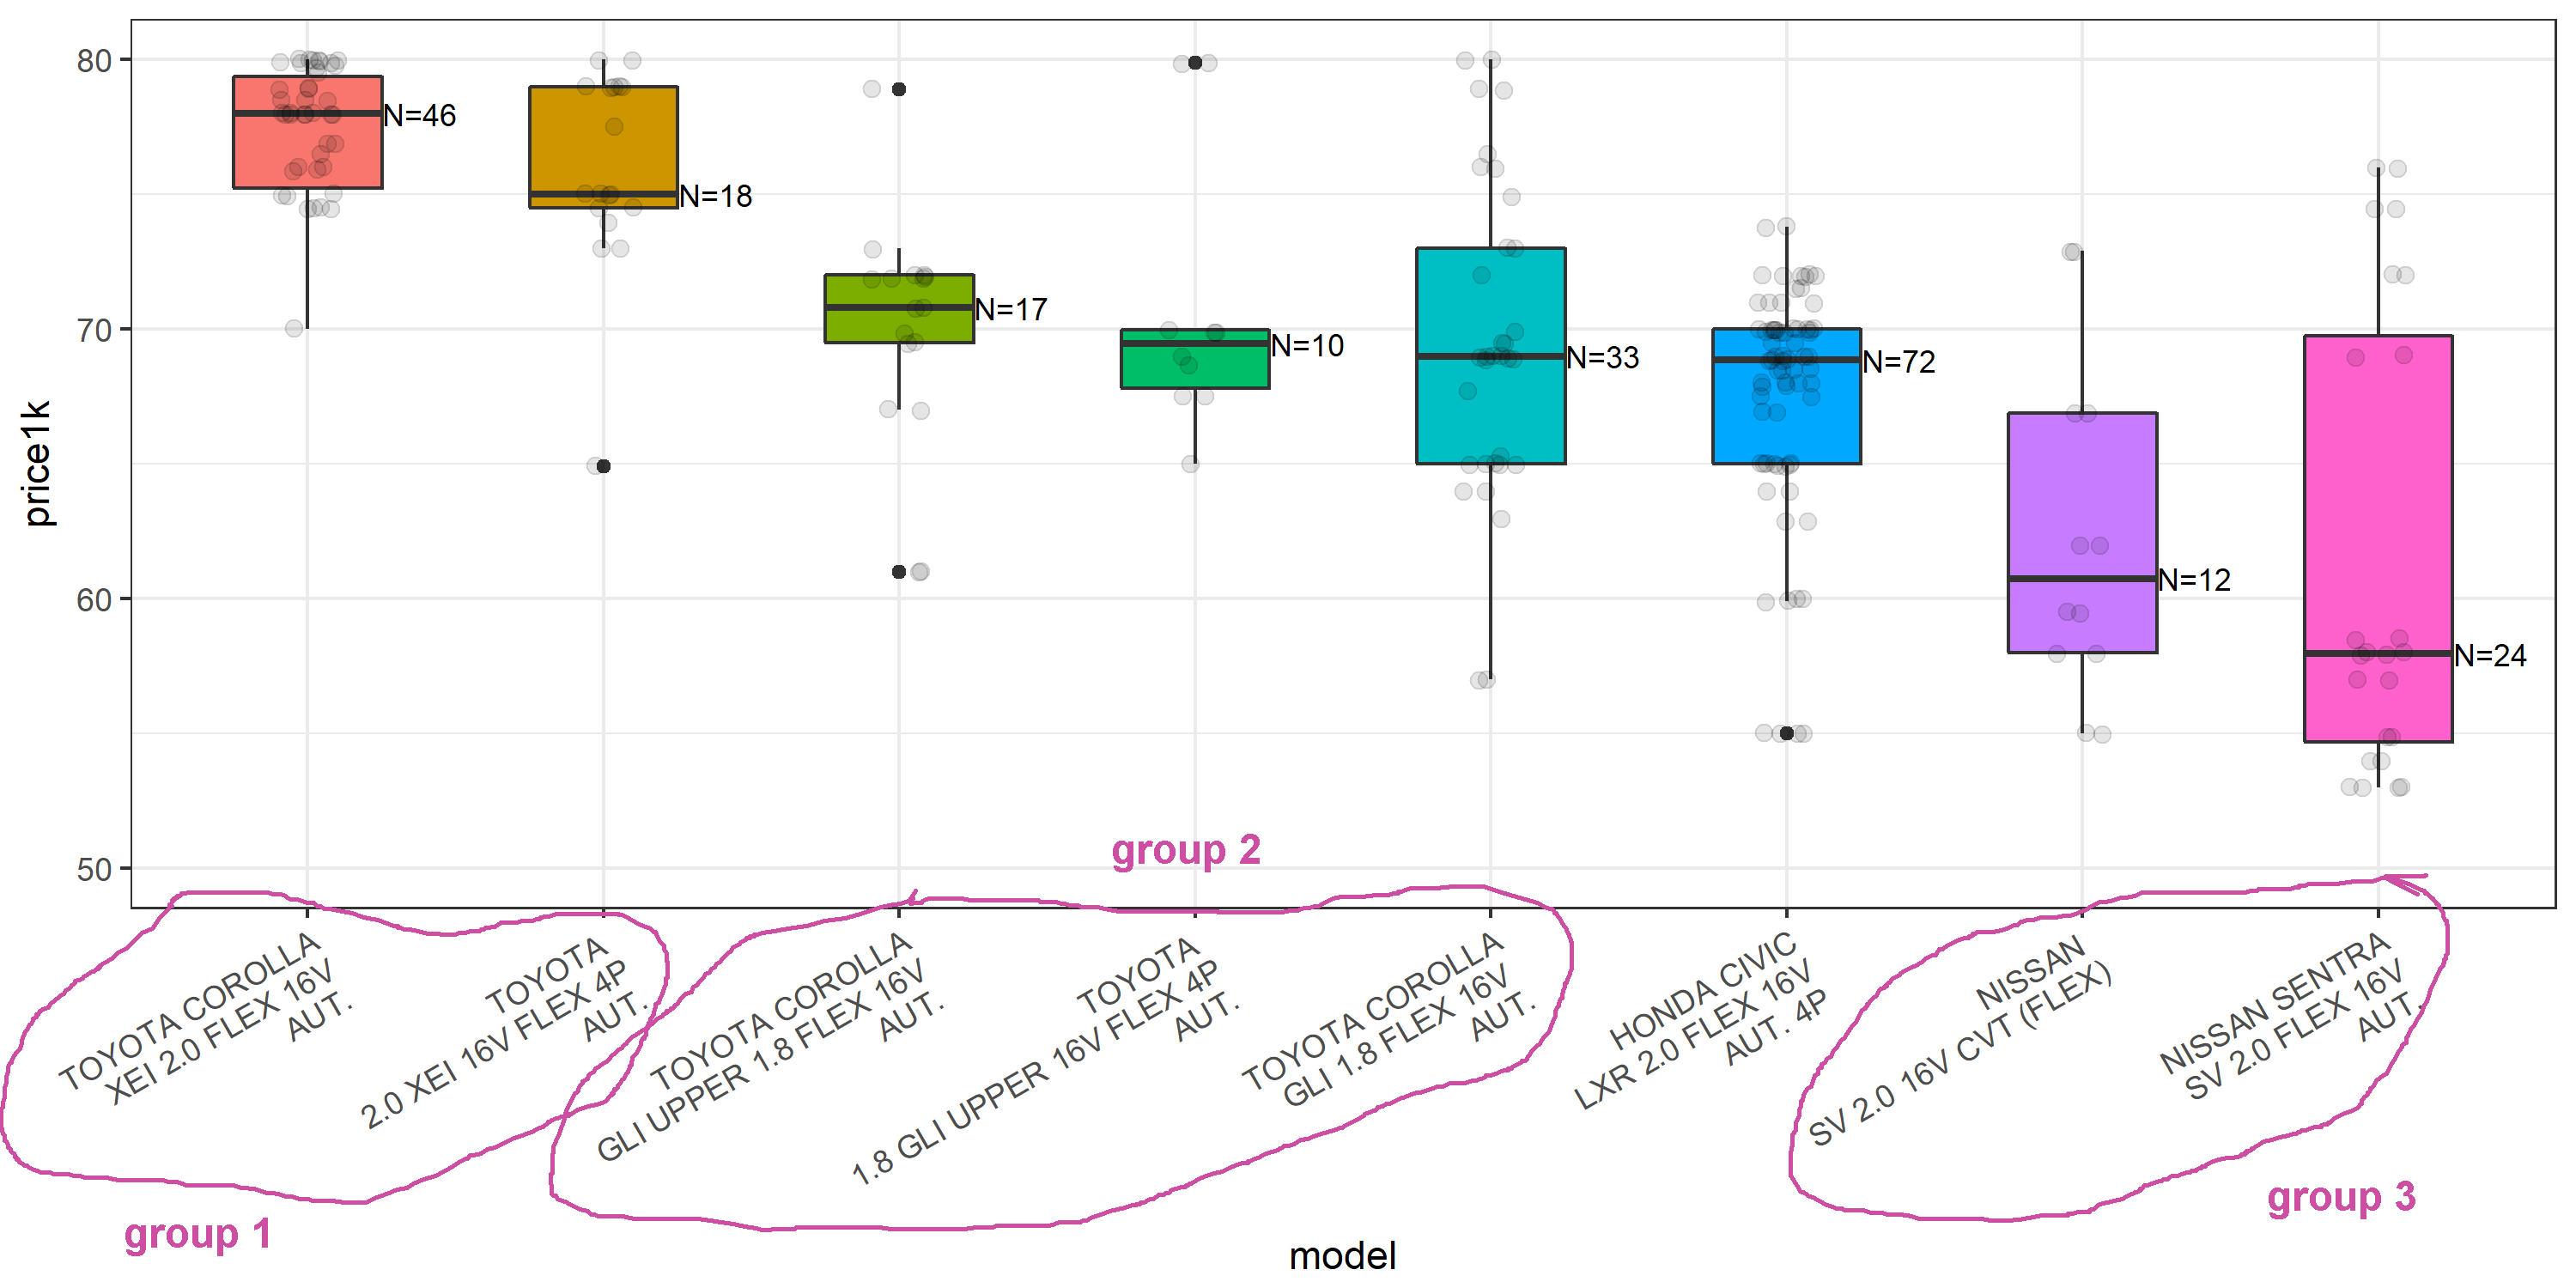 80
70
60
50
price1k
N=46
N=18
N=17
N=10
N=33
N=72
N=12
N=24
group 2
TOYOTA COROLLA
XEI 2.0 FLEX 16V
AUT.
TOYOTA
2.0 XEI 16V FLEX 4P
AUT.
TOYOTA COROLLA
GLI UPPER 1.8 FLEX 16V
AUT.
TOYOTA
1.8 GLI UPPER 16V FLEX 4P
AUT.
TOYOTA COROLLA
GLI 1.8 FLEX 16V
AUT.
HONDA CIVIC
LXR 2.0 FLEX 16V
AUT. 4P
NISSAN
SV 2.0 16V CVT (FLEX)
NISSAN SENTRA
SV 2.0 FLEX 16V
AUT.
group 1
group 3
model